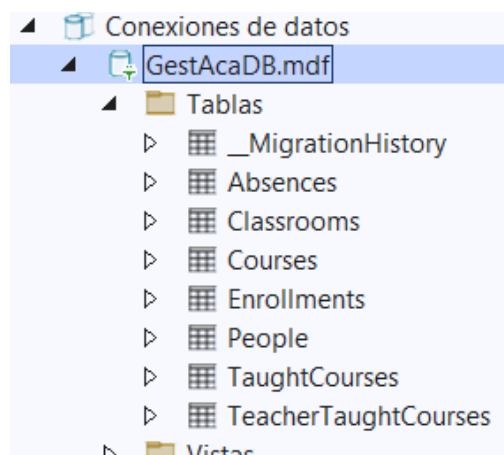 Conexiones de datos
GestAcaDB.mdf
Tablas
__MigrationHistory
Absences
Classrooms
Courses
Enrollments
People
TaughtCourses
TeacherTaughtCourses
Vistas